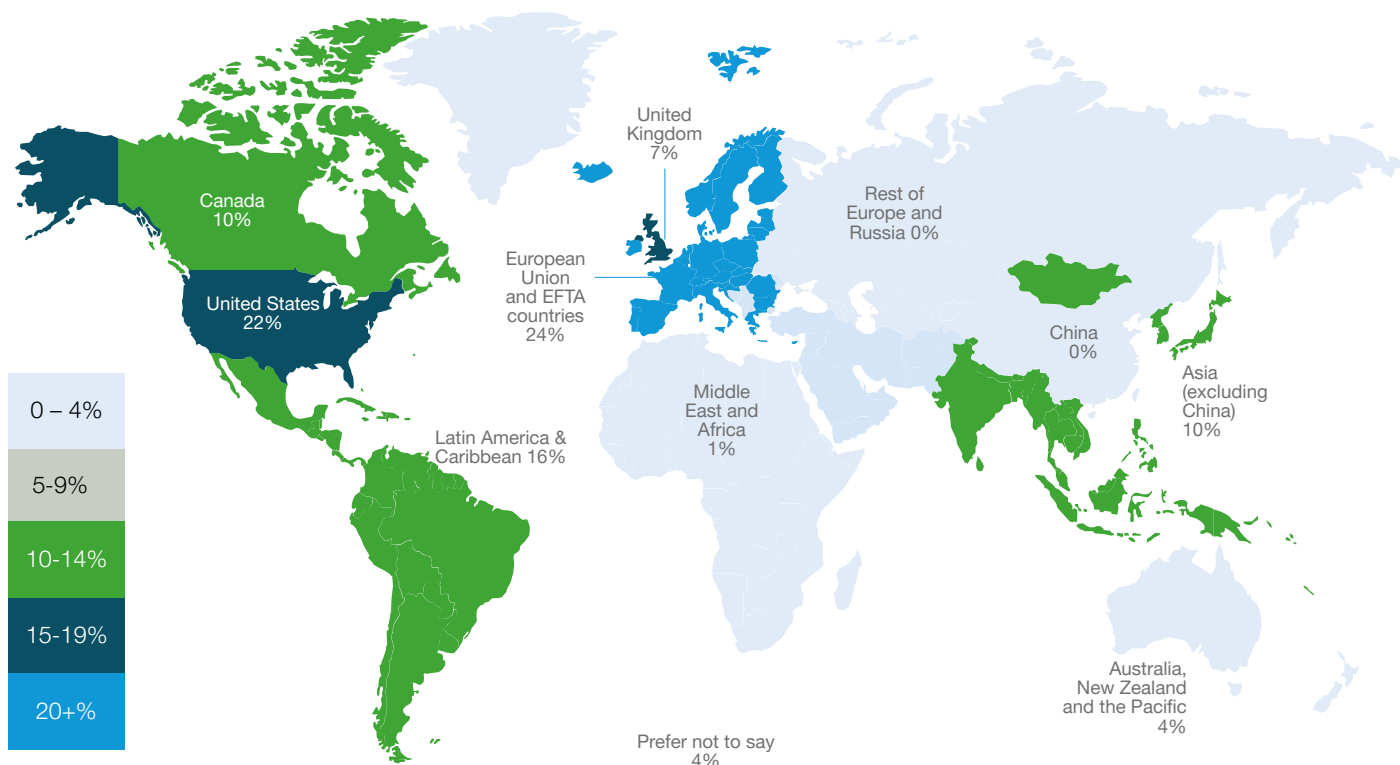 United
Kingdom
7%
Canada
10%
Rest of
Europe and
Russia 0%
European
Union
and EFTA
countries
24%
United States
22%
China
0%
Asia
(excluding
China)
10%
Middle
East and
Africa
1%
Latin America &
Caribbean 16%
0 – 4%
5-9%
10-14%
15-19%
20+%
Australia,
New Zealand
and the Pacific
4%
Prefer not to say
4%